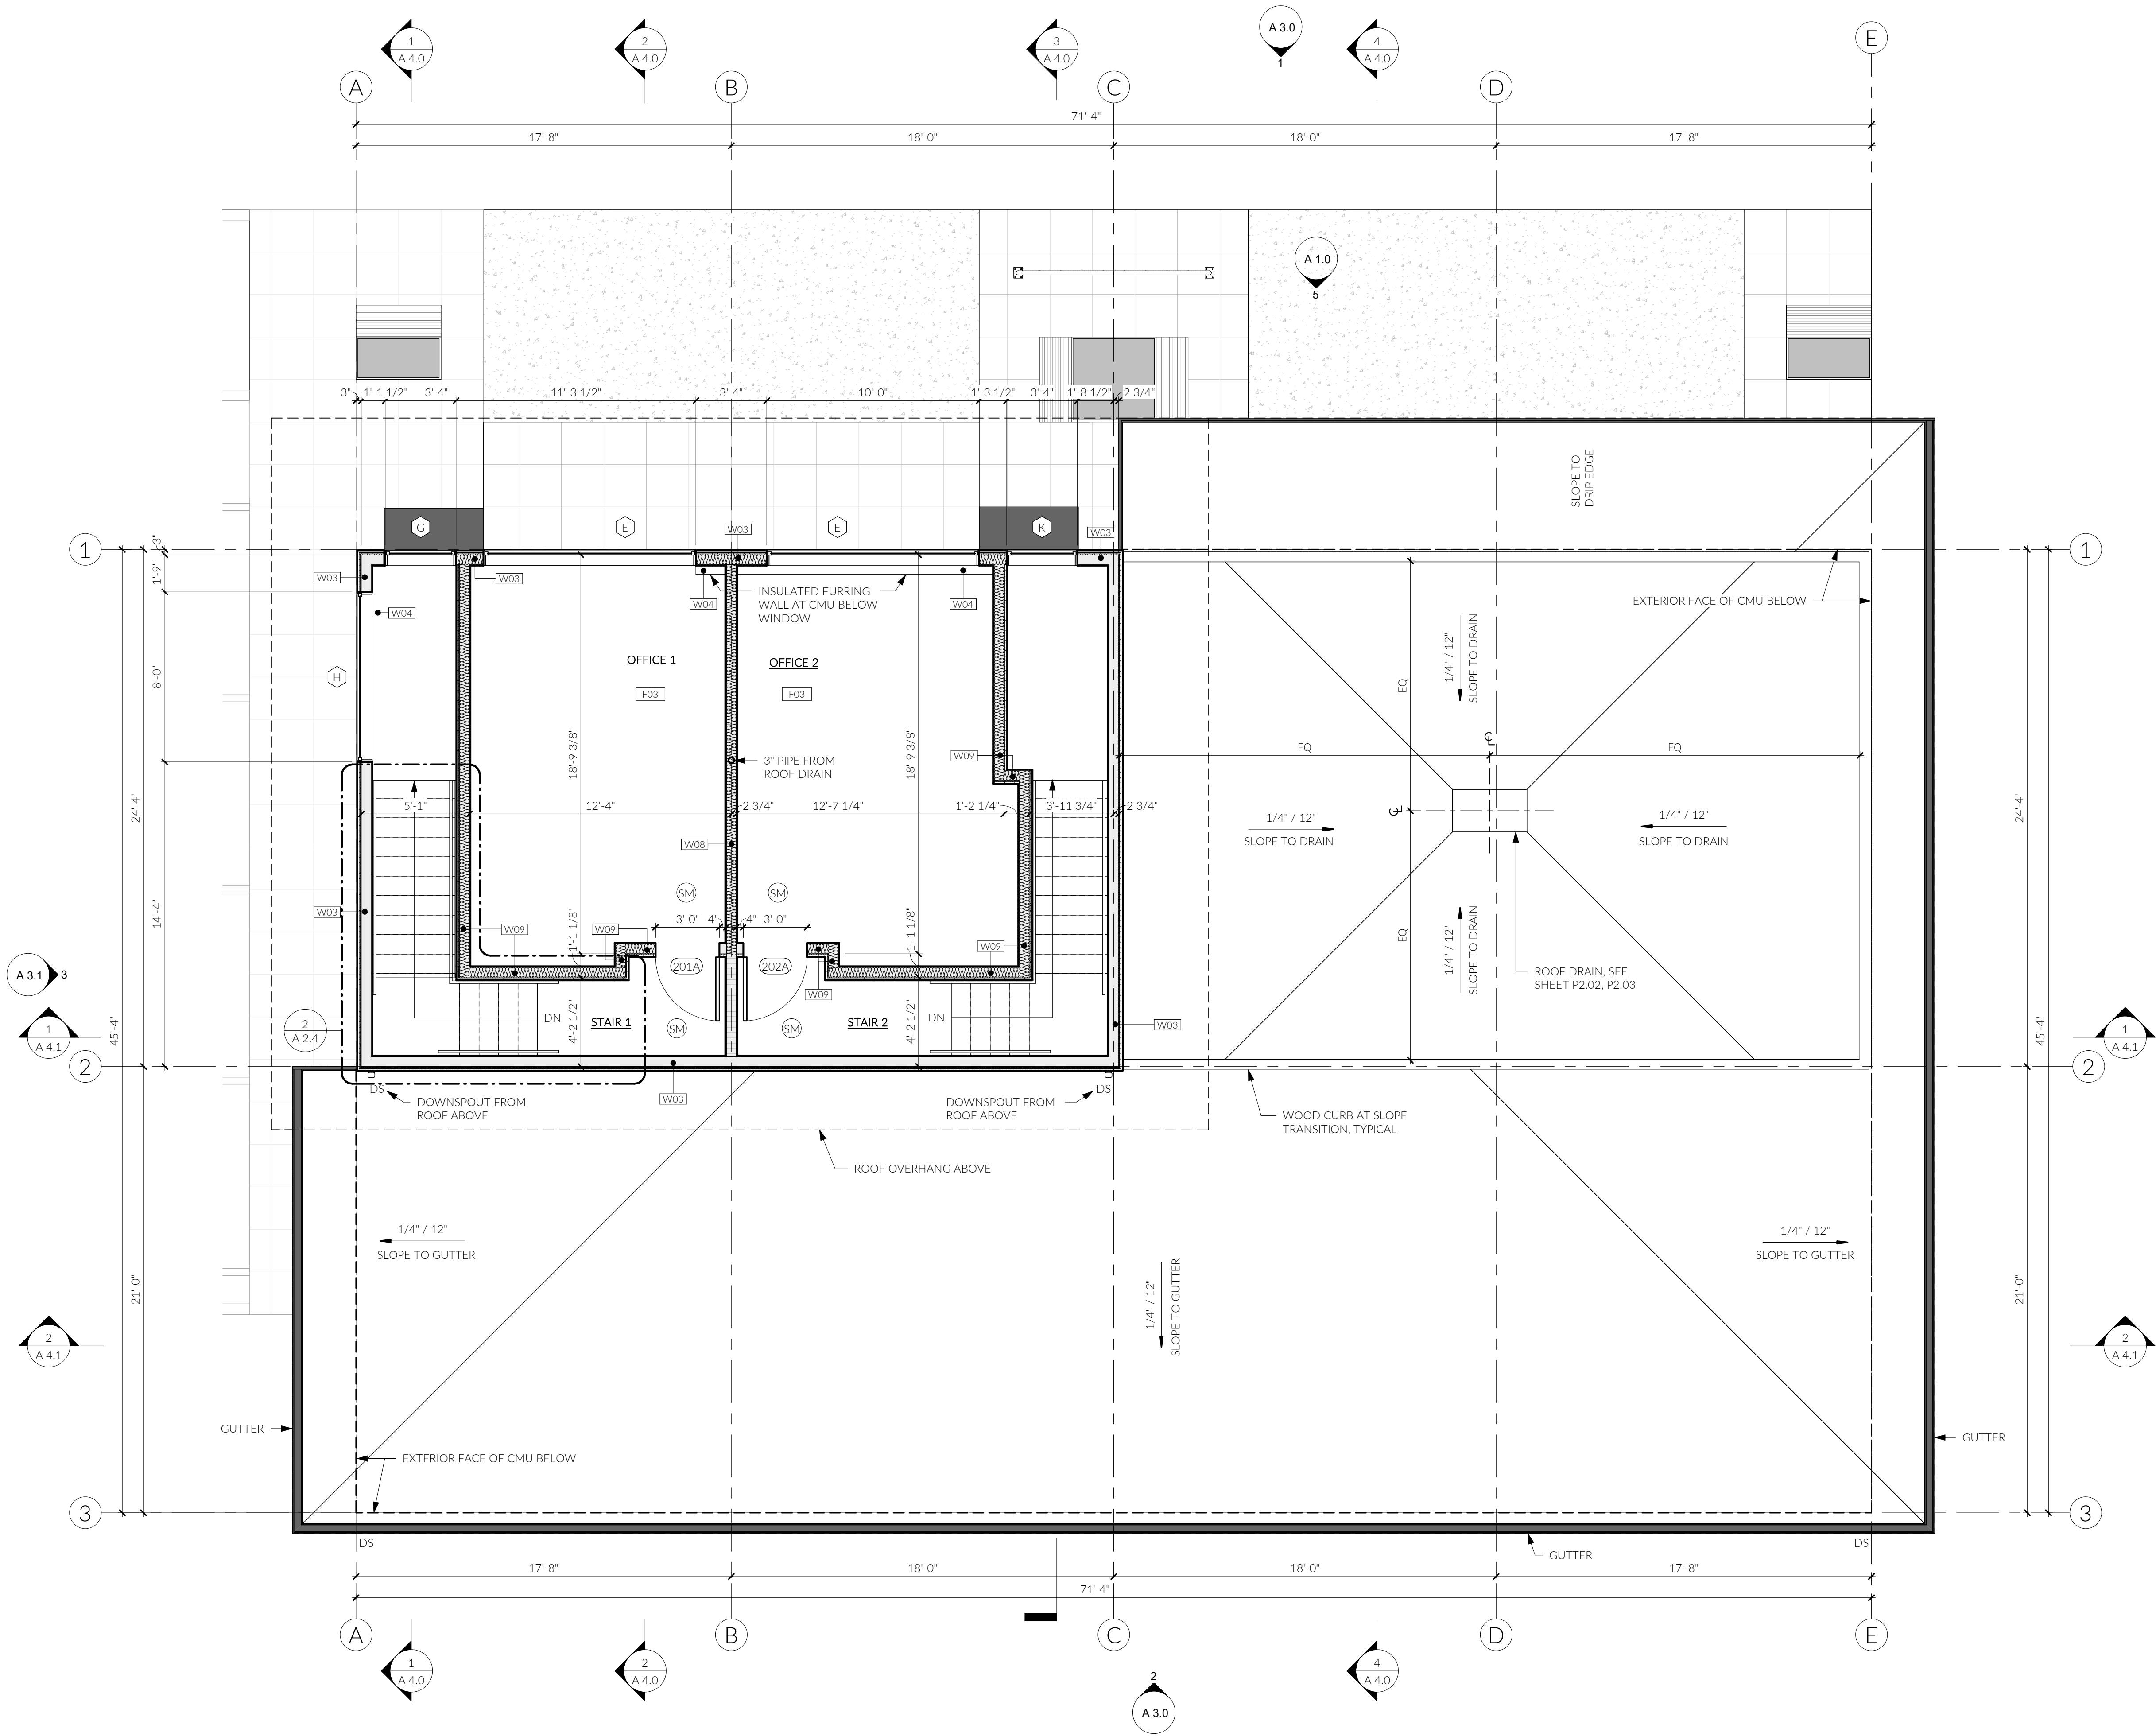 A 3.0
1
1
A 4.0
2
A 4.0
3
A 4.0
4
A 4.0
E
A
B
C
D
71'-4"
17'-8"
18'-0"
18'-0"
17'-8"
A 1.0
5
3"
1'-1 1/2"
3'-4"
11'-3 1/2"
3'-4"
10'-0"
1'-3 1/2"
3'-4"
1'-8 1/2"
2 3/4"
SLOPE TO
DRIP EDGE
G
E
E
K
W03
W03
1
1
3"
1'-9"
W03
W03
W04
W04
W04
INSULATED FURRING
WALL AT CMU BELOW
WINDOW
EXTERIOR FACE OF CMU BELOW
8'-0"
H
OFFICE 1
OFFICE 2
F03
F03
1/4" / 12"
SLOPE TO DRAIN
EQ
18'-9 3/8"
18'-9 3/8"
3" PIPE FROM
ROOF DRAIN
W09
EQ
EQ
24'-4"
24'-4"
5'-1"
12'-4"
2 3/4"
12'-7 1/4"
1'-2 1/4"
3'-11 3/4"
2 3/4"
1/4" / 12"
SLOPE TO DRAIN
1/4" / 12"
SLOPE TO DRAIN
W08
SM
SM
W03
14'-4"
3'-0"
4"
4"
3'-0"
W09
W09
1'-1 1/8"
1'-1 1/8"
W09
EQ
1/4" / 12"
SLOPE TO DRAIN
201A
202A
W09
ROOF DRAIN, SEE
SHEET P2.02, P2.03
A 3.1
3
DN
STAIR 1
SM
SM
STAIR 2
DN
4'-2 1/2"
4'-2 1/2"
W03
2
A 2.4
1
A 4.1
1
A 4.1
45'-4"
45'-4"
2
2
DS
DOWNSPOUT FROM
ROOF ABOVE
W03
DOWNSPOUT FROM
ROOF ABOVE
DS
WOOD CURB AT SLOPE
TRANSITION, TYPICAL
ROOF OVERHANG ABOVE
1/4" / 12"
SLOPE TO GUTTER
1/4" / 12"
SLOPE TO GUTTER
1/4" / 12"
SLOPE TO GUTTER
21'-0"
21'-0"
2
A 4.1
2
A 4.1
GUTTER
GUTTER
EXTERIOR FACE OF CMU BELOW
3
3
DS
DS
GUTTER
17'-8"
18'-0"
18'-0"
17'-8"
71'-4"
A
B
C
D
E
1
A 4.0
2
A 4.0
4
A 4.0
2
A 3.0